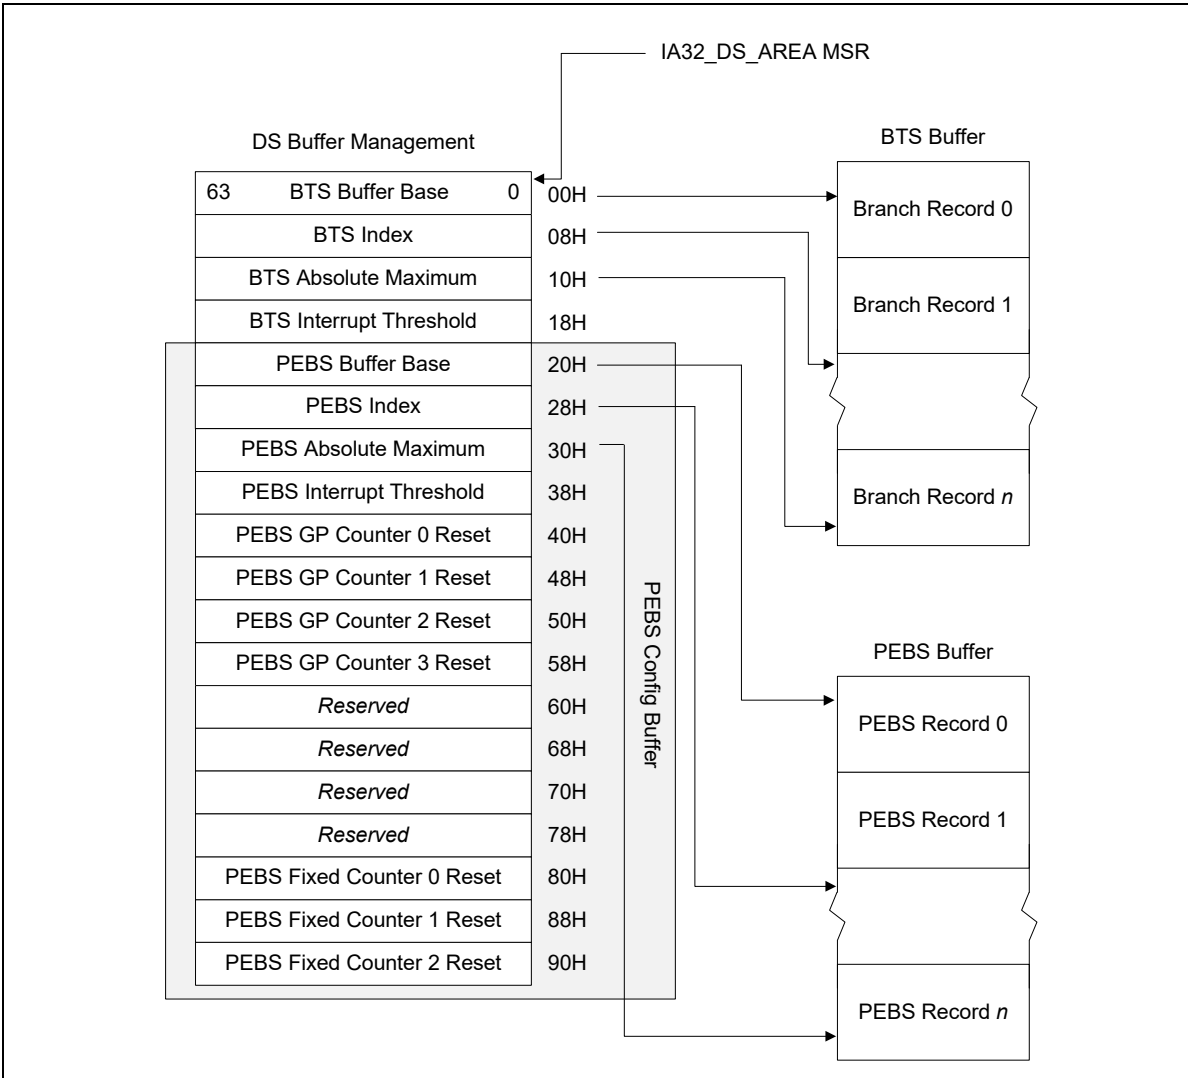 IA32_DS_AREA MSR
DS Buffer Management
63 BTS Buffer Base 0 00H
BTS Index 08H
BTS Absolute Maximum 10H
BTS Interrupt Threshold 18H
PEBS Buffer Base 20H
PEBS Index 28H
PEBS Absolute Maximum 30H
PEBS Interrupt Threshold 38H
PEBS GP Counter 0 Reset 40H
PEBS GP Counter 1 Reset 48H
PEBS GP Counter 2 Reset 50H
PEBS GP Counter 3 Reset 58H
Reserved 60H
Reserved 68H
Reserved 70H
Reserved 78H
PEBS Fixed Counter 0 Reset 80H
PEBS Fixed Counter 1 Reset 88H
PEBS Fixed Counter 2 Reset 90H
PEBS Config Buffer
BTS Buffer
Branch Record 0
Branch Record 1
Branch Record n
PEBS Buffer
PEBS Record 0
PEBS Record 1
PEBS Record n